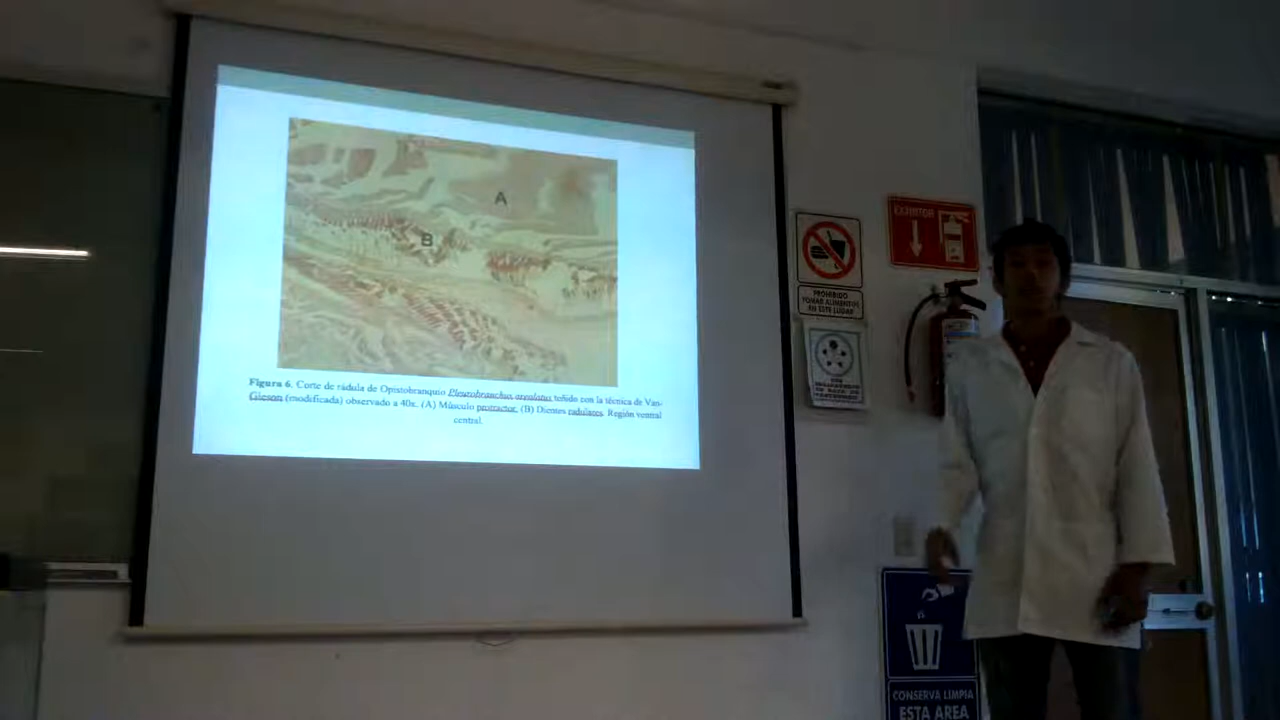 A
B
Figura 6. Corte de rádula de Opistobranquio Pleurobranchus areolatus teñido con la técnica de Van-
Gieson (modificada) observado a 40x. (A) Músculo protractor, (B) Dientes radulares. Región ventral
central.
PROHIBIDO
TOMAR ALIMENTOS
EN ESTE LUGAR
EXTINTOR
CONSERVA LIMPIA
ESTA AREA